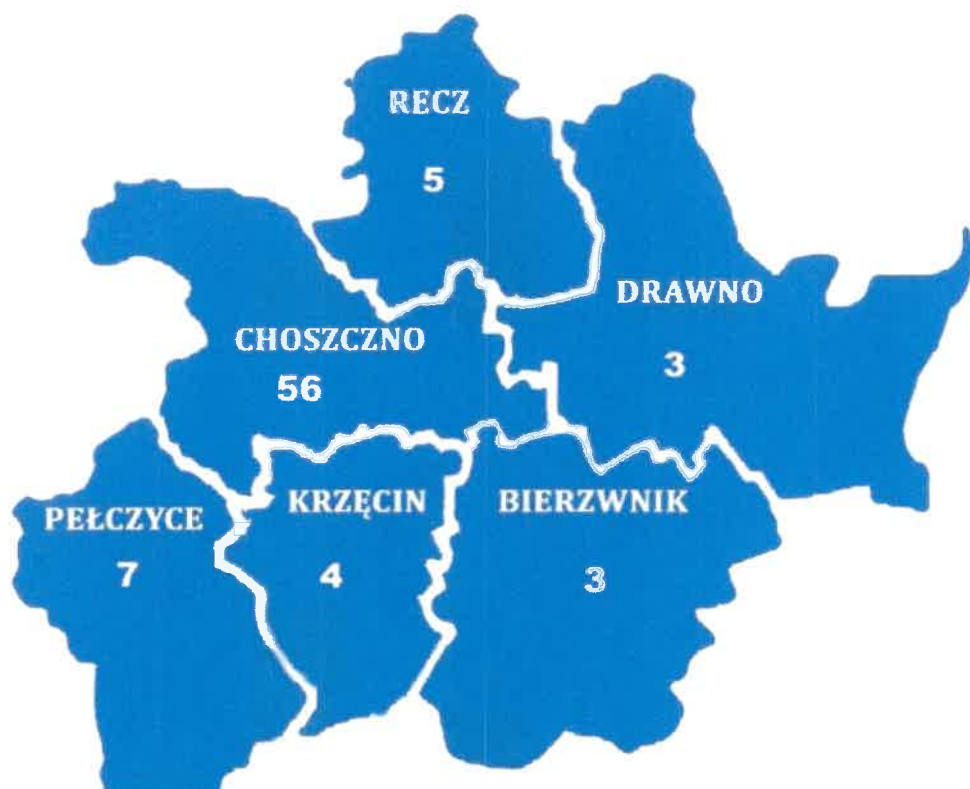 RECZ
5
DRAWNO
3
CHOSZCZNO
56
PEŁCZYCE
7
KRZĘCIN
4
BIERZWNIK
3